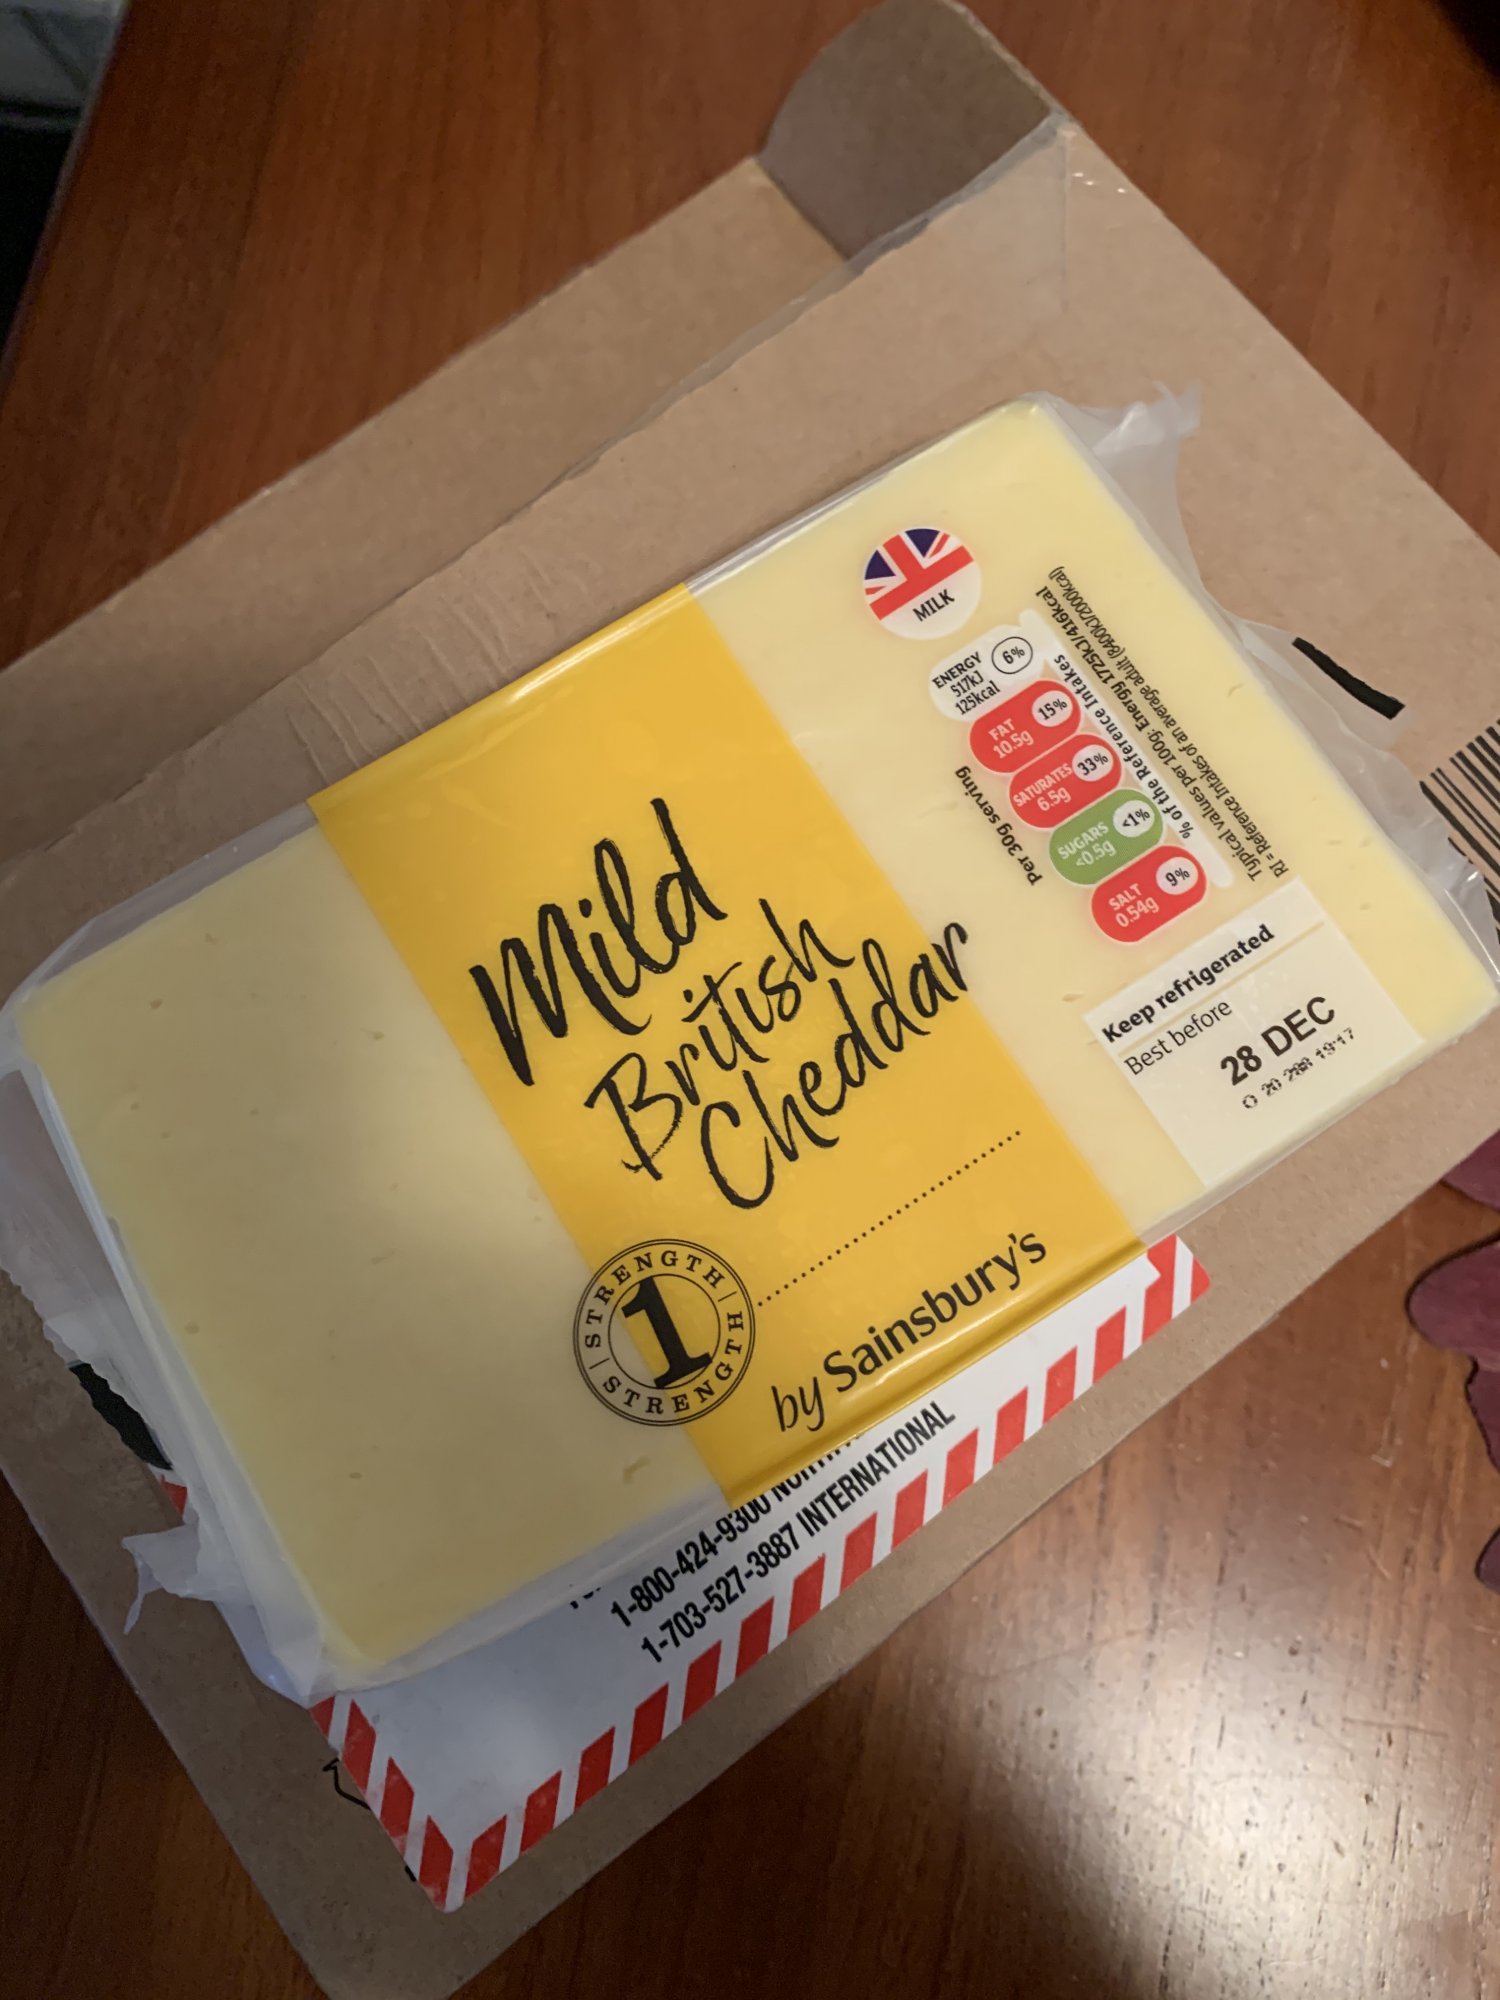 MILK
ENERGY
517kJ
125kcal
6%
FAT
10.5g
15%
SATURATES
6.5g
33%
SUGARS
<0.5g
<1%
SALT
0.54g
9%
Per 30g serving
% of the Reference Intakes
Typical values per 100g: Energy 1725kJ/416kcal
RI = Reference Intakes of an average adult (8400kJ/2000kcal)
Keep refrigerated
Best before
28 DEC
19:17
Mild
British
Cheddar
STRENGTH
1
STRENGTH
by Sainsbury's
1-800-424-9300
1-703-527-3887 INTERNATIONAL